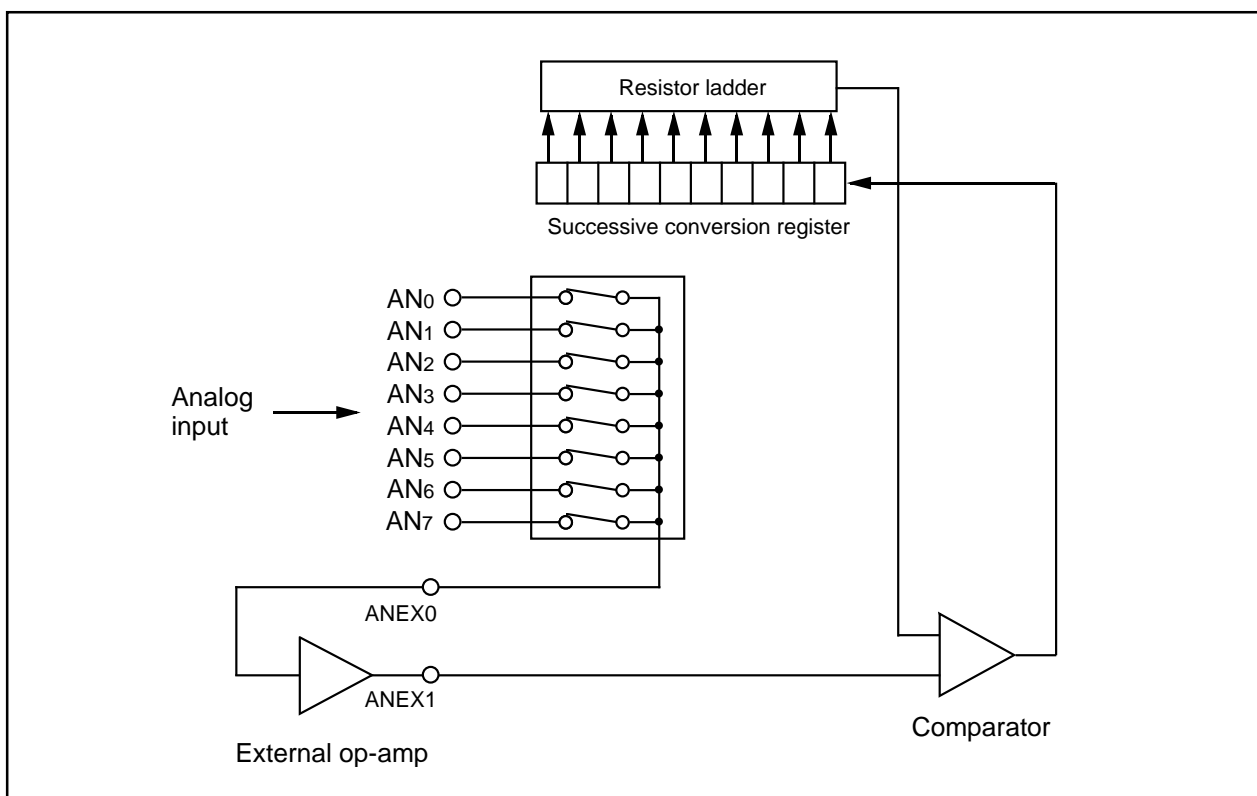 Resistor ladder
Successive conversion register
AN0
AN1
AN2
AN3
AN4
AN5
AN6
AN7
Analog
input
ANEX0
ANEX1
External op-amp
Comparator